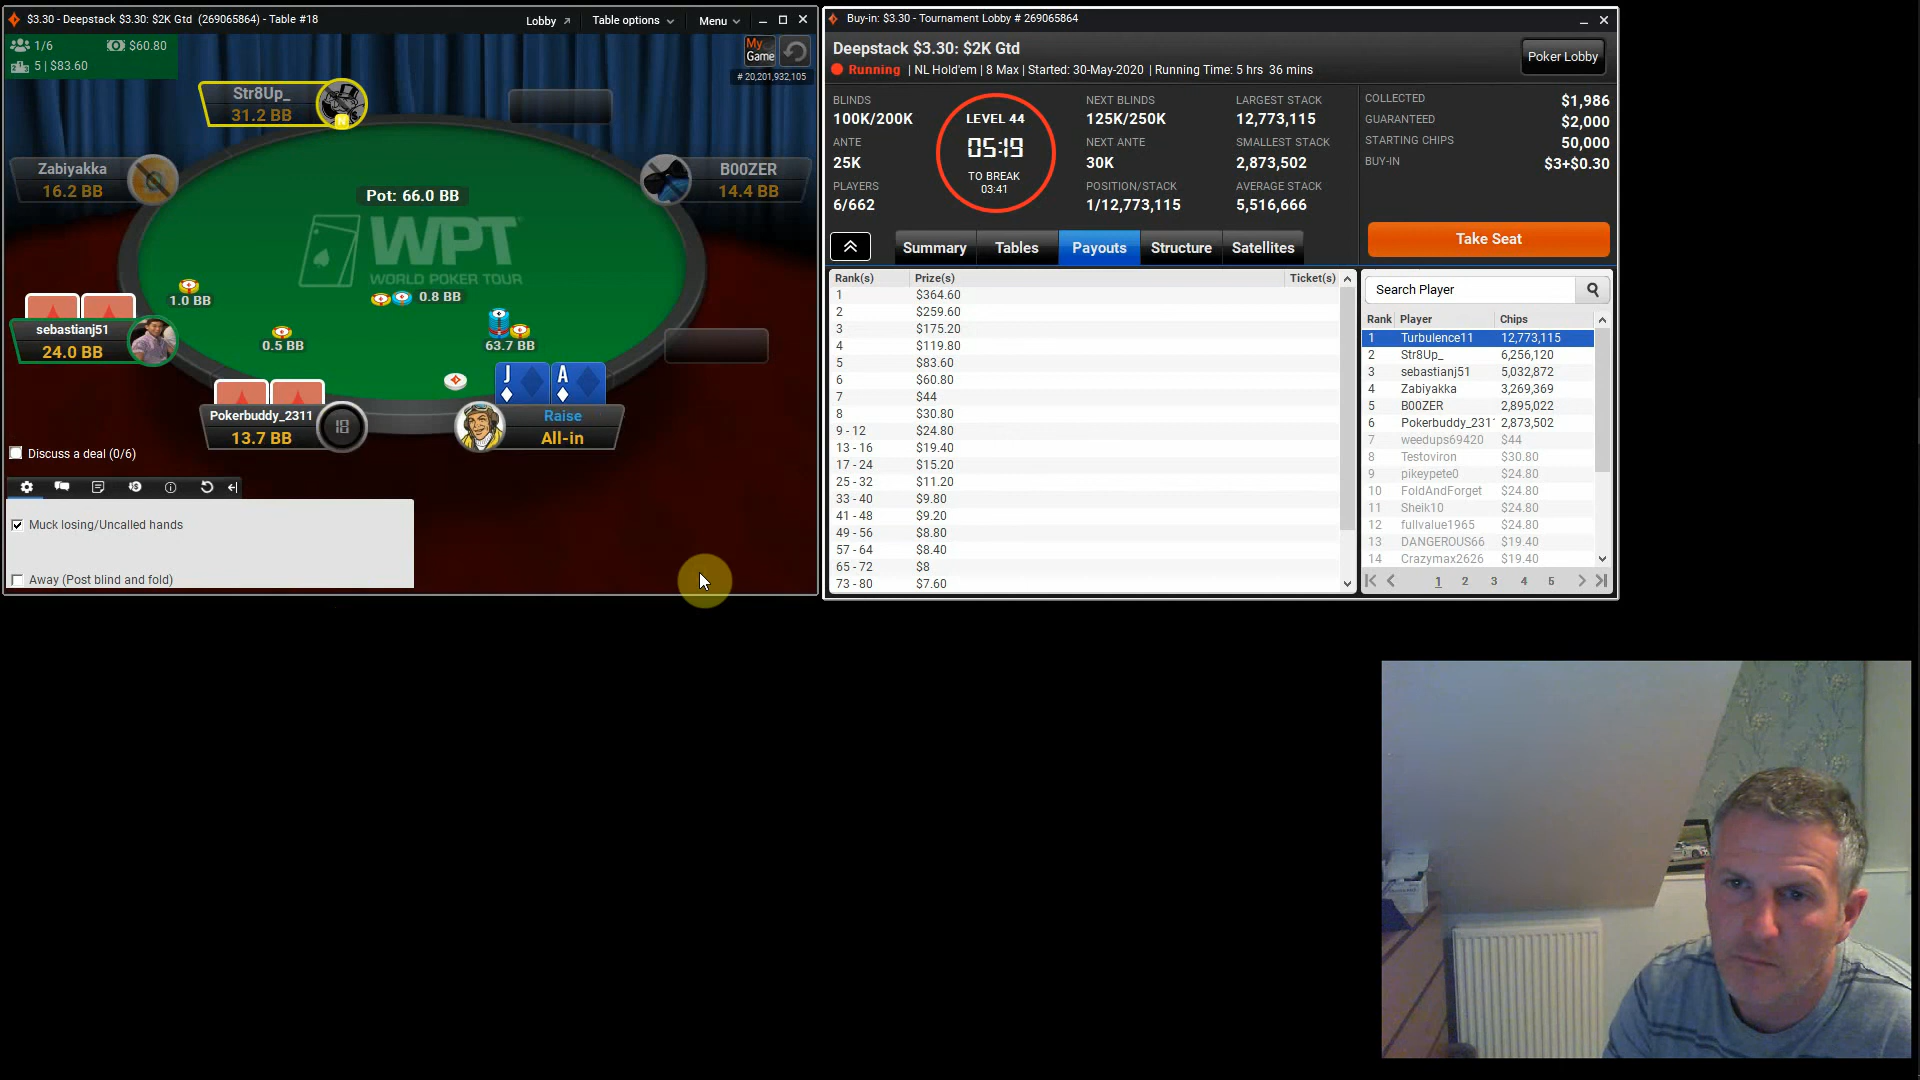 $3.30 - Deepstack $3.30: $2K Gtd (269065864) - Table #18
Lobby
Table options
Menu
1/6
$60.80
5 | $83.60
My Game
# 20,201,932,105
Str8Up_
31.2 BB
Zabiyakka
16.2 BB
B00ZER
14.4 BB
Pot: 66.0 BB
WPT
WORLD POKER TOUR
1.0 BB
0.8 BB
0.5 BB
63.7 BB
sebastianj51
24.0 BB
J
A
Pokerbuddy_2311
13.7 BB
18
Raise
All-in
Discuss a deal (0/6)
Muck losing/Uncalled hands
Away (Post blind and fold)
Buy-in: $3.30 - Tournament Lobby # 269065864
Deepstack $3.30: $2K Gtd
Running | NL Hold'em | 8 Max | Started: 30-May-2020 | Running Time: 5 hrs 36 mins
Poker Lobby
BLINDS
100K/200K
ANTE
25K
PLAYERS
6/662
LEVEL 44
05:19
TO BREAK
03:41
NEXT BLINDS
125K/250K
NEXT ANTE
30K
POSITION/STACK
1/12,773,115
LARGEST STACK
12,773,115
SMALLEST STACK
2,873,502
AVERAGE STACK
5,516,666
COLLECTED $1,986
GUARANTEED $2,000
STARTING CHIPS 50,000
BUY-IN $3+$0.30
Take Seat
Summary Tables Payouts Structure Satellites
Rank(s) Prize(s) Ticket(s)
1 $364.60
2 $259.60
3 $175.20
4 $119.80
5 $83.60
6 $60.80
7 $44
8 $30.80
9 - 12 $24.80
13 - 16 $19.40
17 - 24 $15.20
25 - 32 $11.20
33 - 40 $9.80
41 - 48 $9.20
49 - 56 $8.80
57 - 64 $8.40
65 - 72 $8
73 - 80 $7.60
Search Player
Rank Player Chips
1 Turbulence11 12,773,115
2 Str8Up_ 6,256,120
3 sebastianj51 5,032,872
4 Zabiyakka 3,269,369
5 B00ZER 2,895,022
6 Pokerbuddy_231 2,873,502
7 weedups69420 $44
8 Testoviron $30.80
9 pikeypete0 $24.80
10 FoldAndForget $24.80
11 Sheik10 $24.80
12 fullvalue1965 $24.80
13 DANGEROUS66 $19.40
14 Crazymax2626 $19.40
1 2 3 4 5